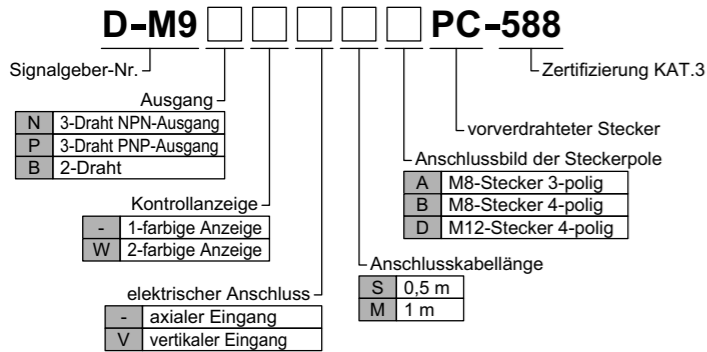 D-M9 □ □ □ □ □ PC-588
Signalgeber-Nr.
Zertifizierung KAT.3
Ausgang
N 3-Draht NPN-Ausgang
P 3-Draht PNP-Ausgang
B 2-Draht
vorverdrahteter Stecker
Anschlussbild der Steckerpole
A M8-Stecker 3-polig
B M8-Stecker 4-polig
D M12-Stecker 4-polig
Kontrollanzeige
- 1-farbige Anzeige
W 2-farbige Anzeige
Anschlusskabellänge
S 0,5 m
M 1 m
elektrischer Anschluss
- axialer Eingang
V vertikaler Eingang